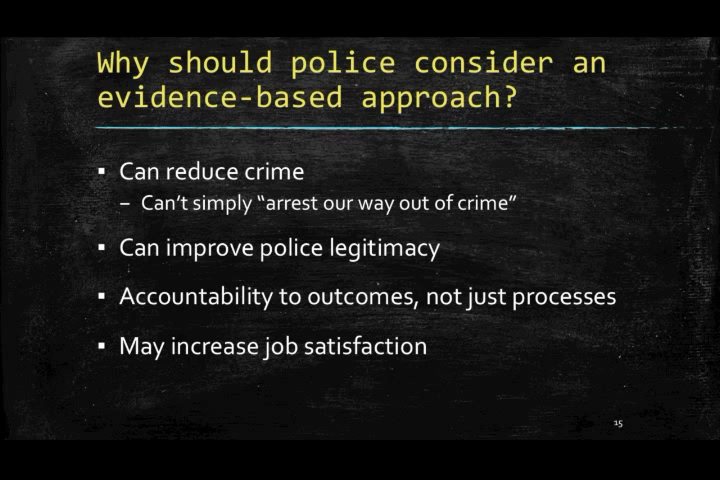 Why should police consider an
evidence-based approach?
▪ Can reduce crime
– Can’t simply “arrest our way out of crime”
▪ Can improve police legitimacy
▪ Accountability to outcomes, not just processes
▪ May increase job satisfaction
15